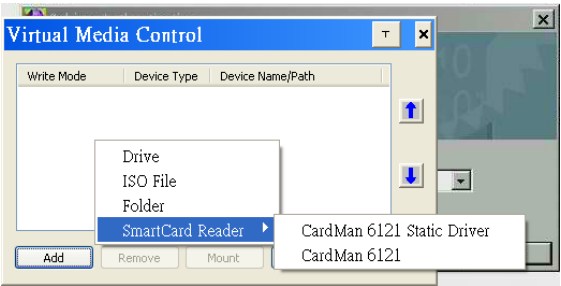 Virtual Media Control
Write Mode Device Type Device Name/Path
Drive
ISO File
Folder
SmartCard Reader
CardMan 6121 Static Driver
CardMan 6121
Add Remove Mount